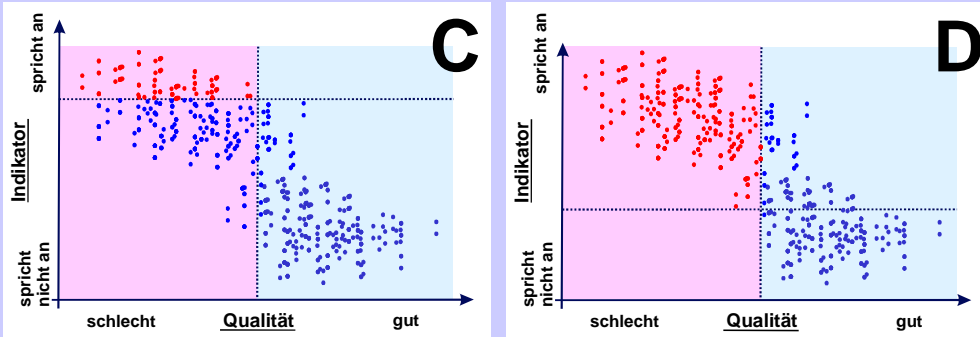 C
spricht an
Indikator
spricht
nicht an
schlecht
Qualität
gut
D
spricht an
Indikator
spricht
nicht an
schlecht
Qualität
gut